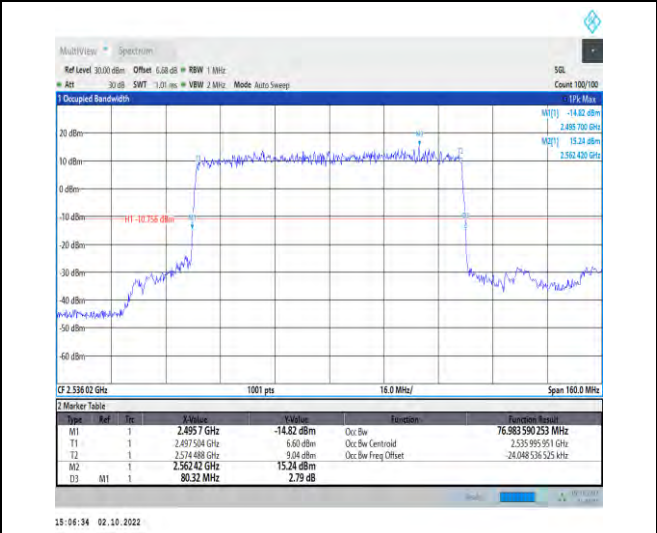 MultiView Spectrum
Ref Level 30.00 dBm Offset 6.68 dB RBW 1 MHz SGL
Att 30 dB SWT 1.01 ms VBW 2 MHz Mode Auto Sweep Count 100/100
1 Occupied Bandwidth 1Pk Max
M1[1] -14.82 dBm
2.495 700 GHz
M2[1] 15.24 dBm
2.562 420 GHz
20 dBm
10 dBm
0 dBm
-10 dBm
H1 -10.756 dBm
-20 dBm
-30 dBm
-40 dBm
-50 dBm
-60 dBm
CF 2.536 02 GHz 1001 pts 16.0 MHz/ Span 160.0 MHz
2 Marker Table
Type Ref Trc X-Value Y-Value Function Function Result
M1 1 2.495 7 GHz -14.82 dBm Occ Bw 76.983 590 253 MHz
T1 1 2.497 504 GHz 6.60 dBm Occ Bw Centroid 2.535 995 951 GHz
T2 1 2.574 488 GHz 9.04 dBm Occ Bw Freq Offset -24.048 536 525 kHz
M2 1 2.562 42 GHz 15.24 dBm
D3 M1 1 80.32 MHz 2.79 dB
15:06:34 02.10.2022